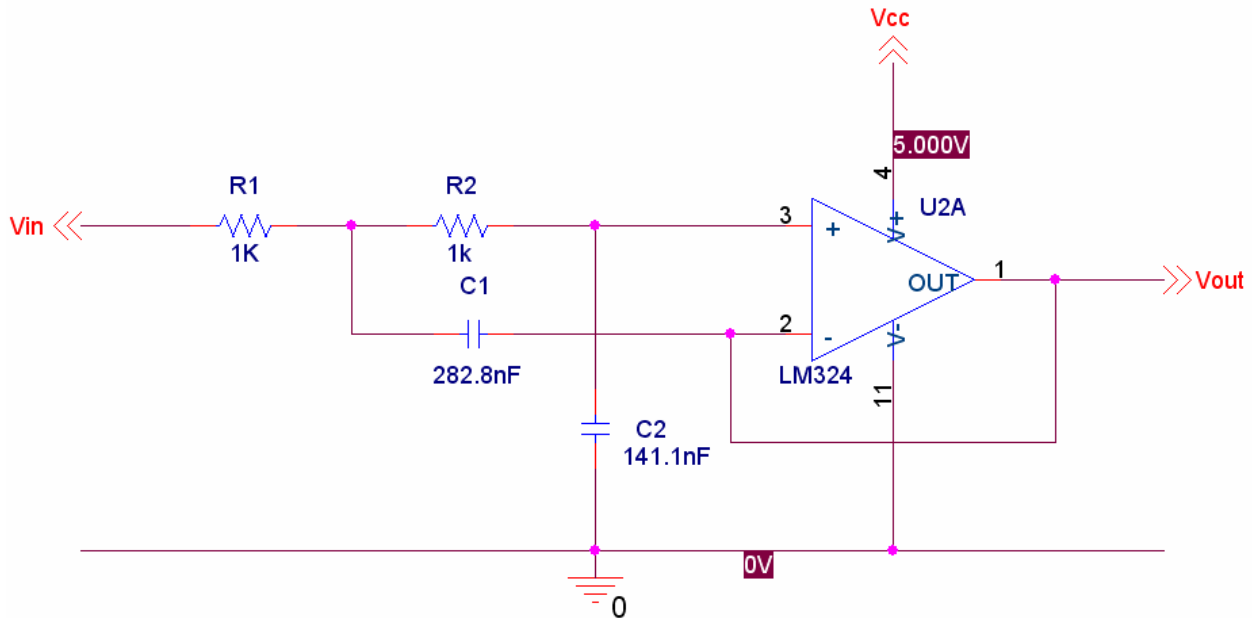 Vcc
5.000V
4
R1
R2
U2A
Vin
3
+
V+
1K
1k
C1
OUT
1
Vout
2
-
V-
282.8nF
LM324
11
C2
141.1nF
0V
0